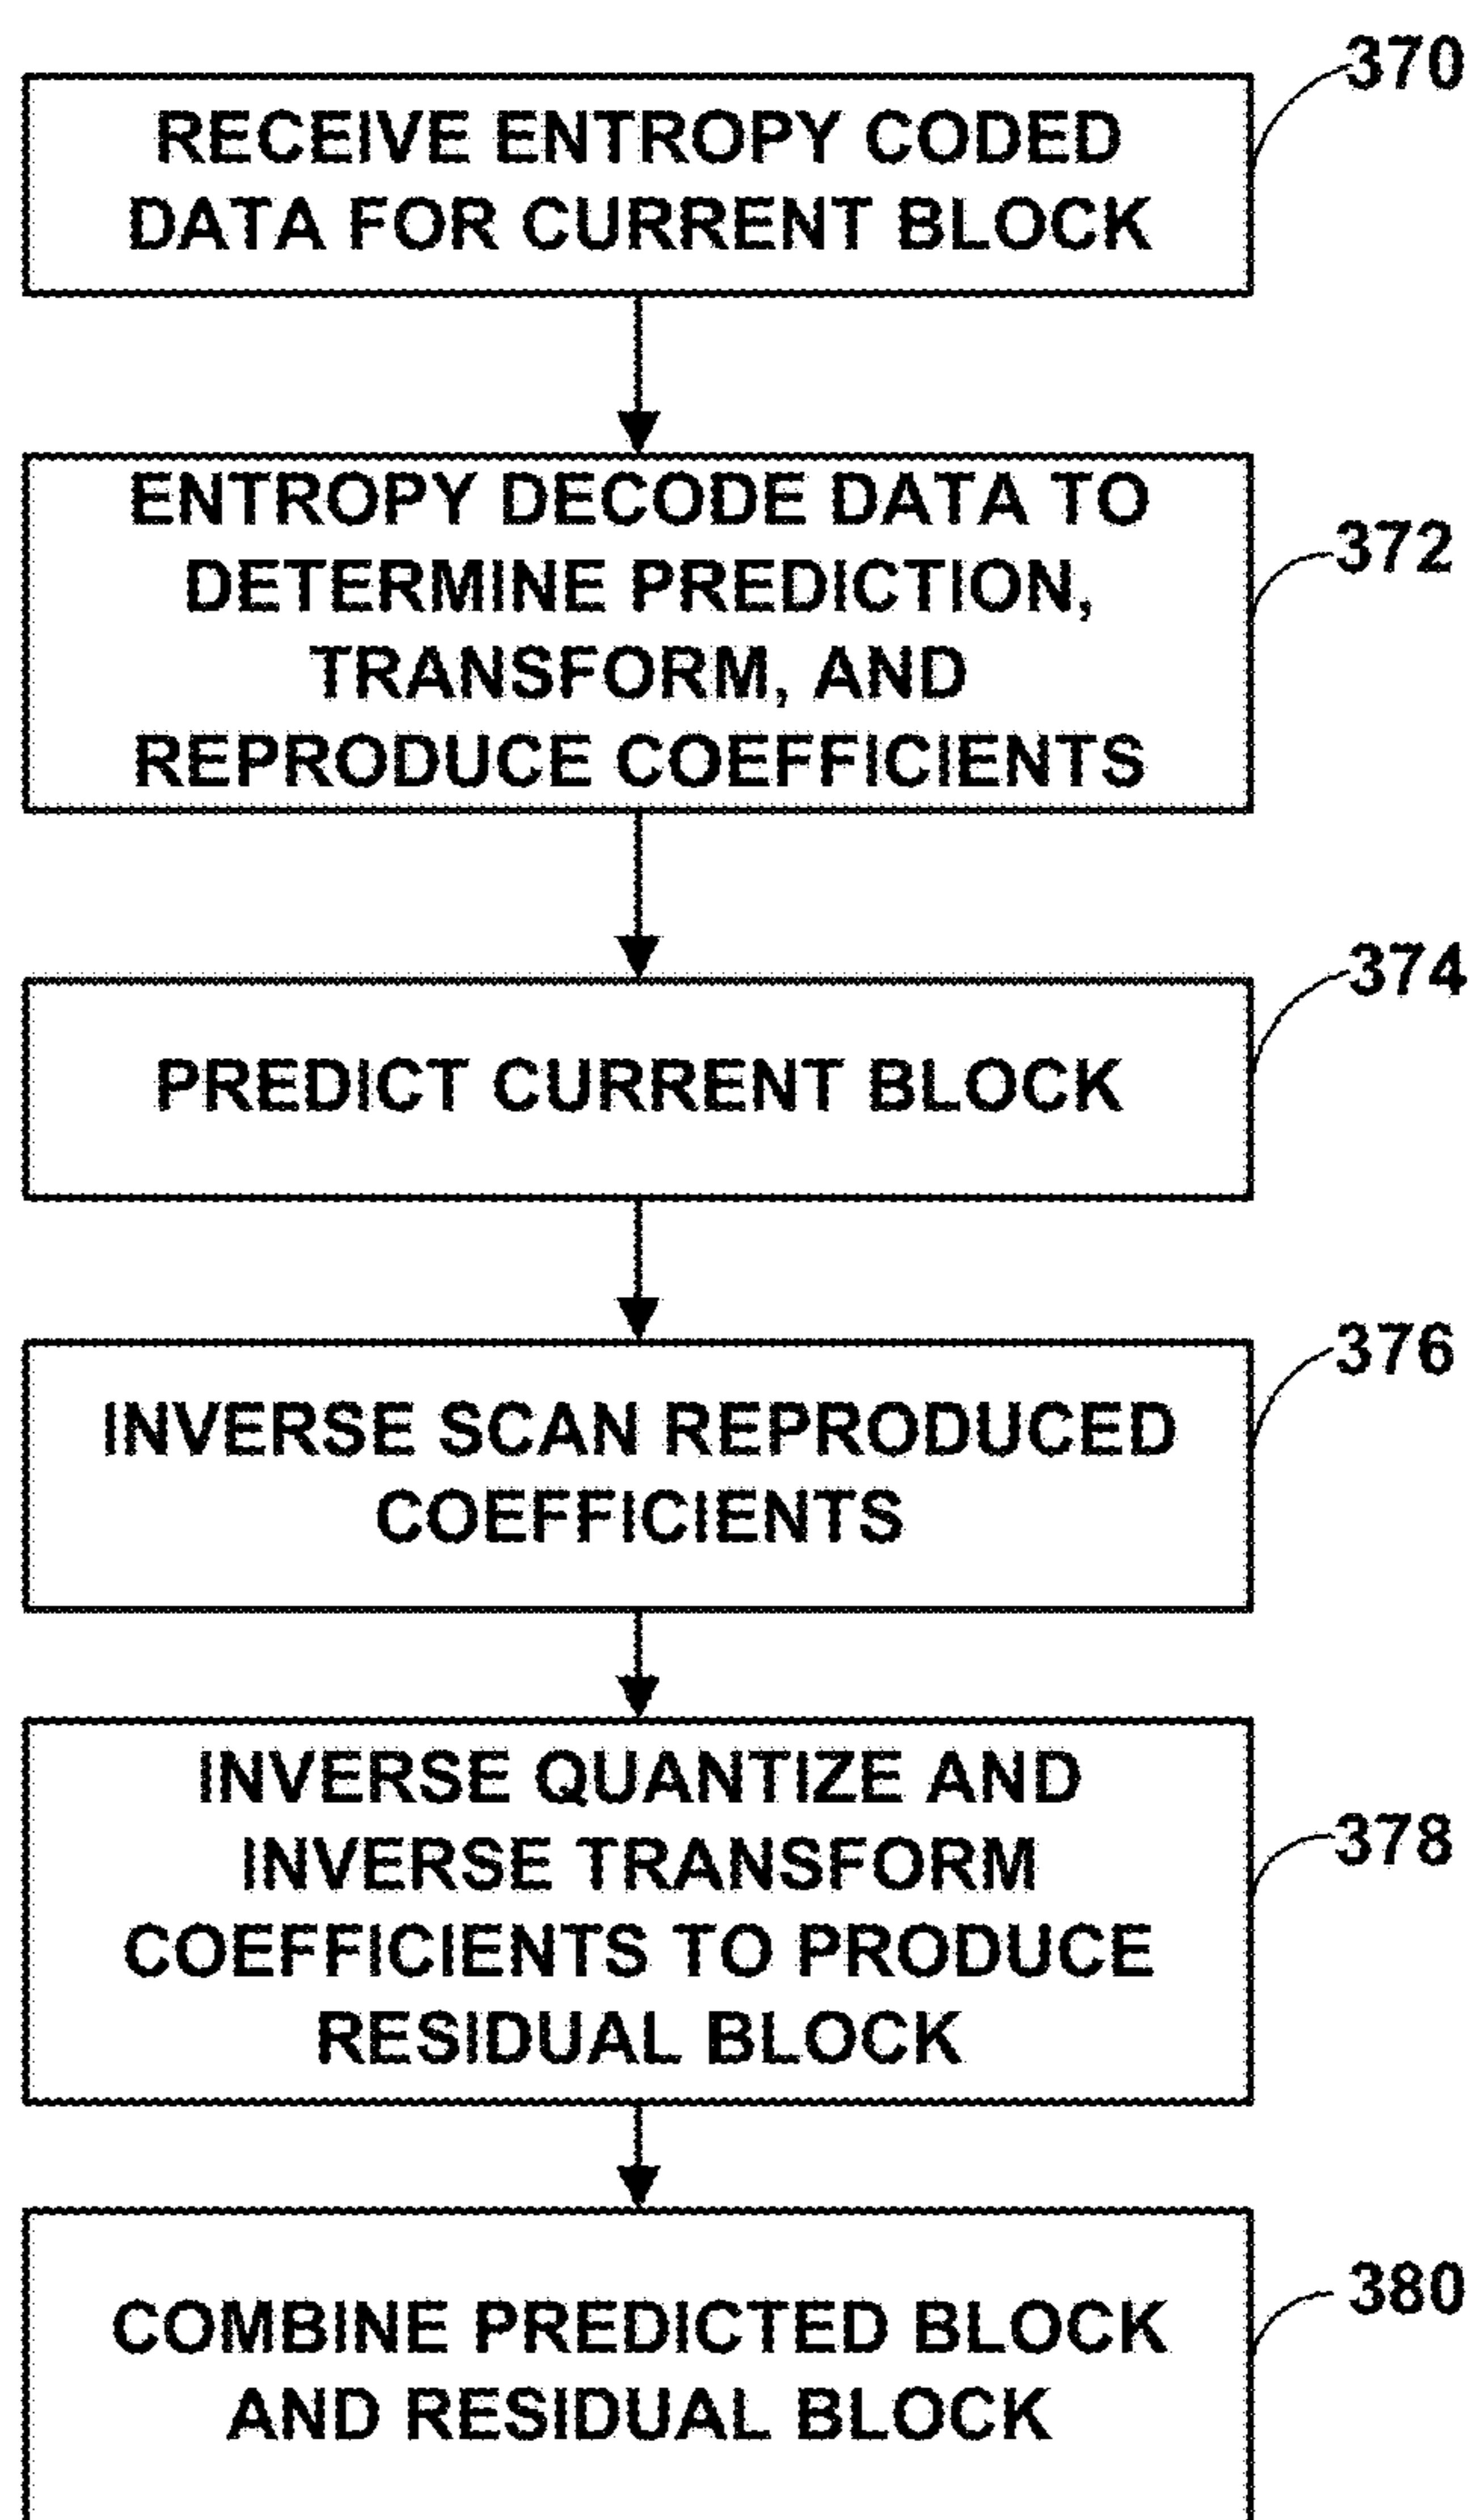 370
RECEIVE ENTROPY CODED
DATA FOR CURRENT BLOCK
ENTROPY DECODE DATA TO
DETERMINE PREDICTION,
TRANSFORM, AND
REPRODUCE COEFFICIENTS
372
374
PREDICT CURRENT BLOCK
376
INVERSE SCAN REPRODUCED
COEFFICIENTS
INVERSE QUANTIZE AND
INVERSE TRANSFORM
COEFFICIENTS TO PRODUCE
RESIDUAL BLOCK
378
380
COMBINE PREDICTED BLOCK
AND RESIDUAL BLOCK